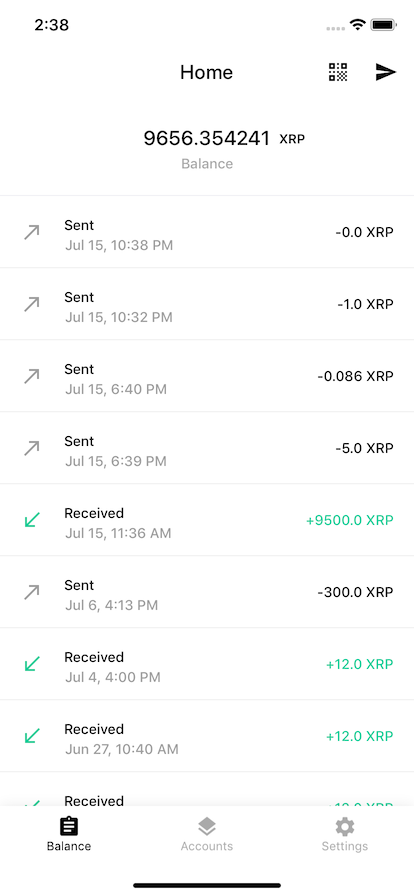 2:38
Home
9656.354241 XRP
Balance
Sent
-0.0 XRP
Jul 15, 10:38 PM
Sent
-1.0 XRP
Jul 15, 10:32 PM
Sent
-0.086 XRP
Jul 15, 6:40 PM
Sent
-5.0 XRP
Jul 15, 6:39 PM
Received
+9500.0 XRP
Jul 15, 11:36 AM
Sent
-300.0 XRP
Jul 6, 4:13 PM
Received
+12.0 XRP
Jul 4, 4:00 PM
Received
+12.0 XRP
Jun 27, 10:40 AM
Received
Balance Accounts Settings